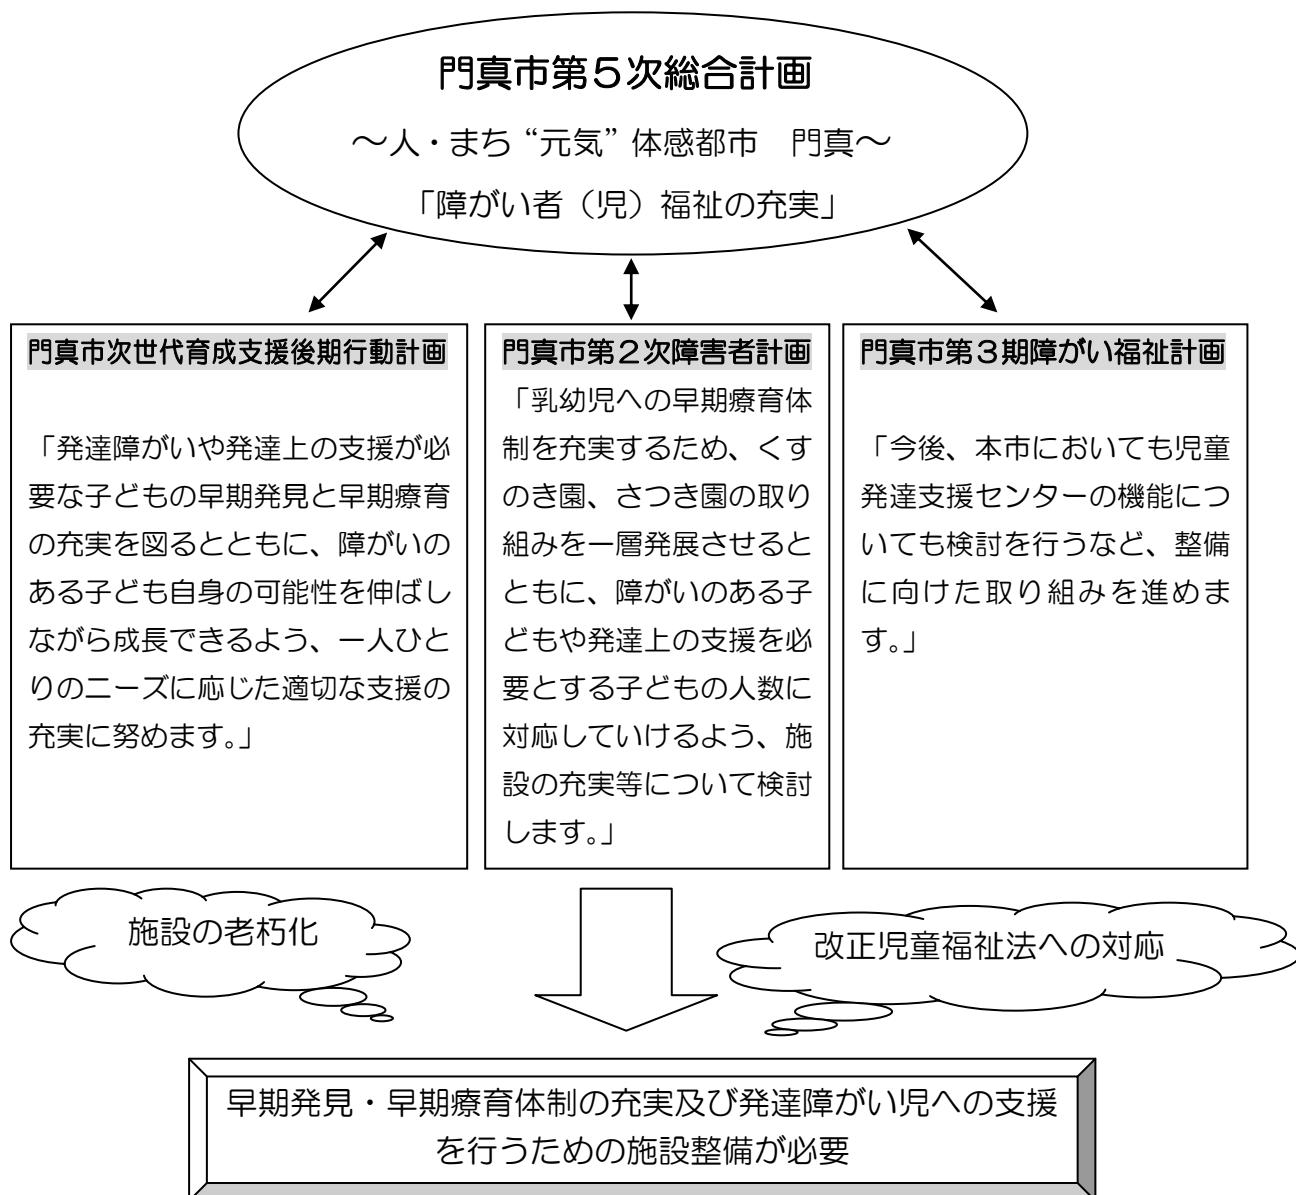 門真市第５次総合計画
～人・まち“元気”体感都市　門真～
「障がい者（児）福祉の充実」
門真市次世代育成支援後期行動計画
「発達障がいや発達上の支援が必
要な子どもの早期発見と早期療育
の充実を図るとともに、障がいの
ある子ども自身の可能性を伸ばし
ながら成長できるよう、一人ひと
りのニーズに応じた適切な支援の
充実に努めます。」
門真市第２次障害者計画
「乳幼児への早期療育体
制を充実するため、くす
のき園、さつき園の取り
組みを一層発展させると
ともに、障がいのある子
どもや発達上の支援を必
要とする子どもの人数に
対応していけるよう、施
設の充実等について検討
します。」
門真市第３期障がい福祉計画
「今後、本市においても児童
発達支援センターの機能につ
いても検討を行うなど、整備
に向けた取り組みを進めま
す。」
施設の老朽化
改正児童福祉法への対応
早期発見・早期療育体制の充実及び発達障がい児への支援
を行うための施設整備が必要